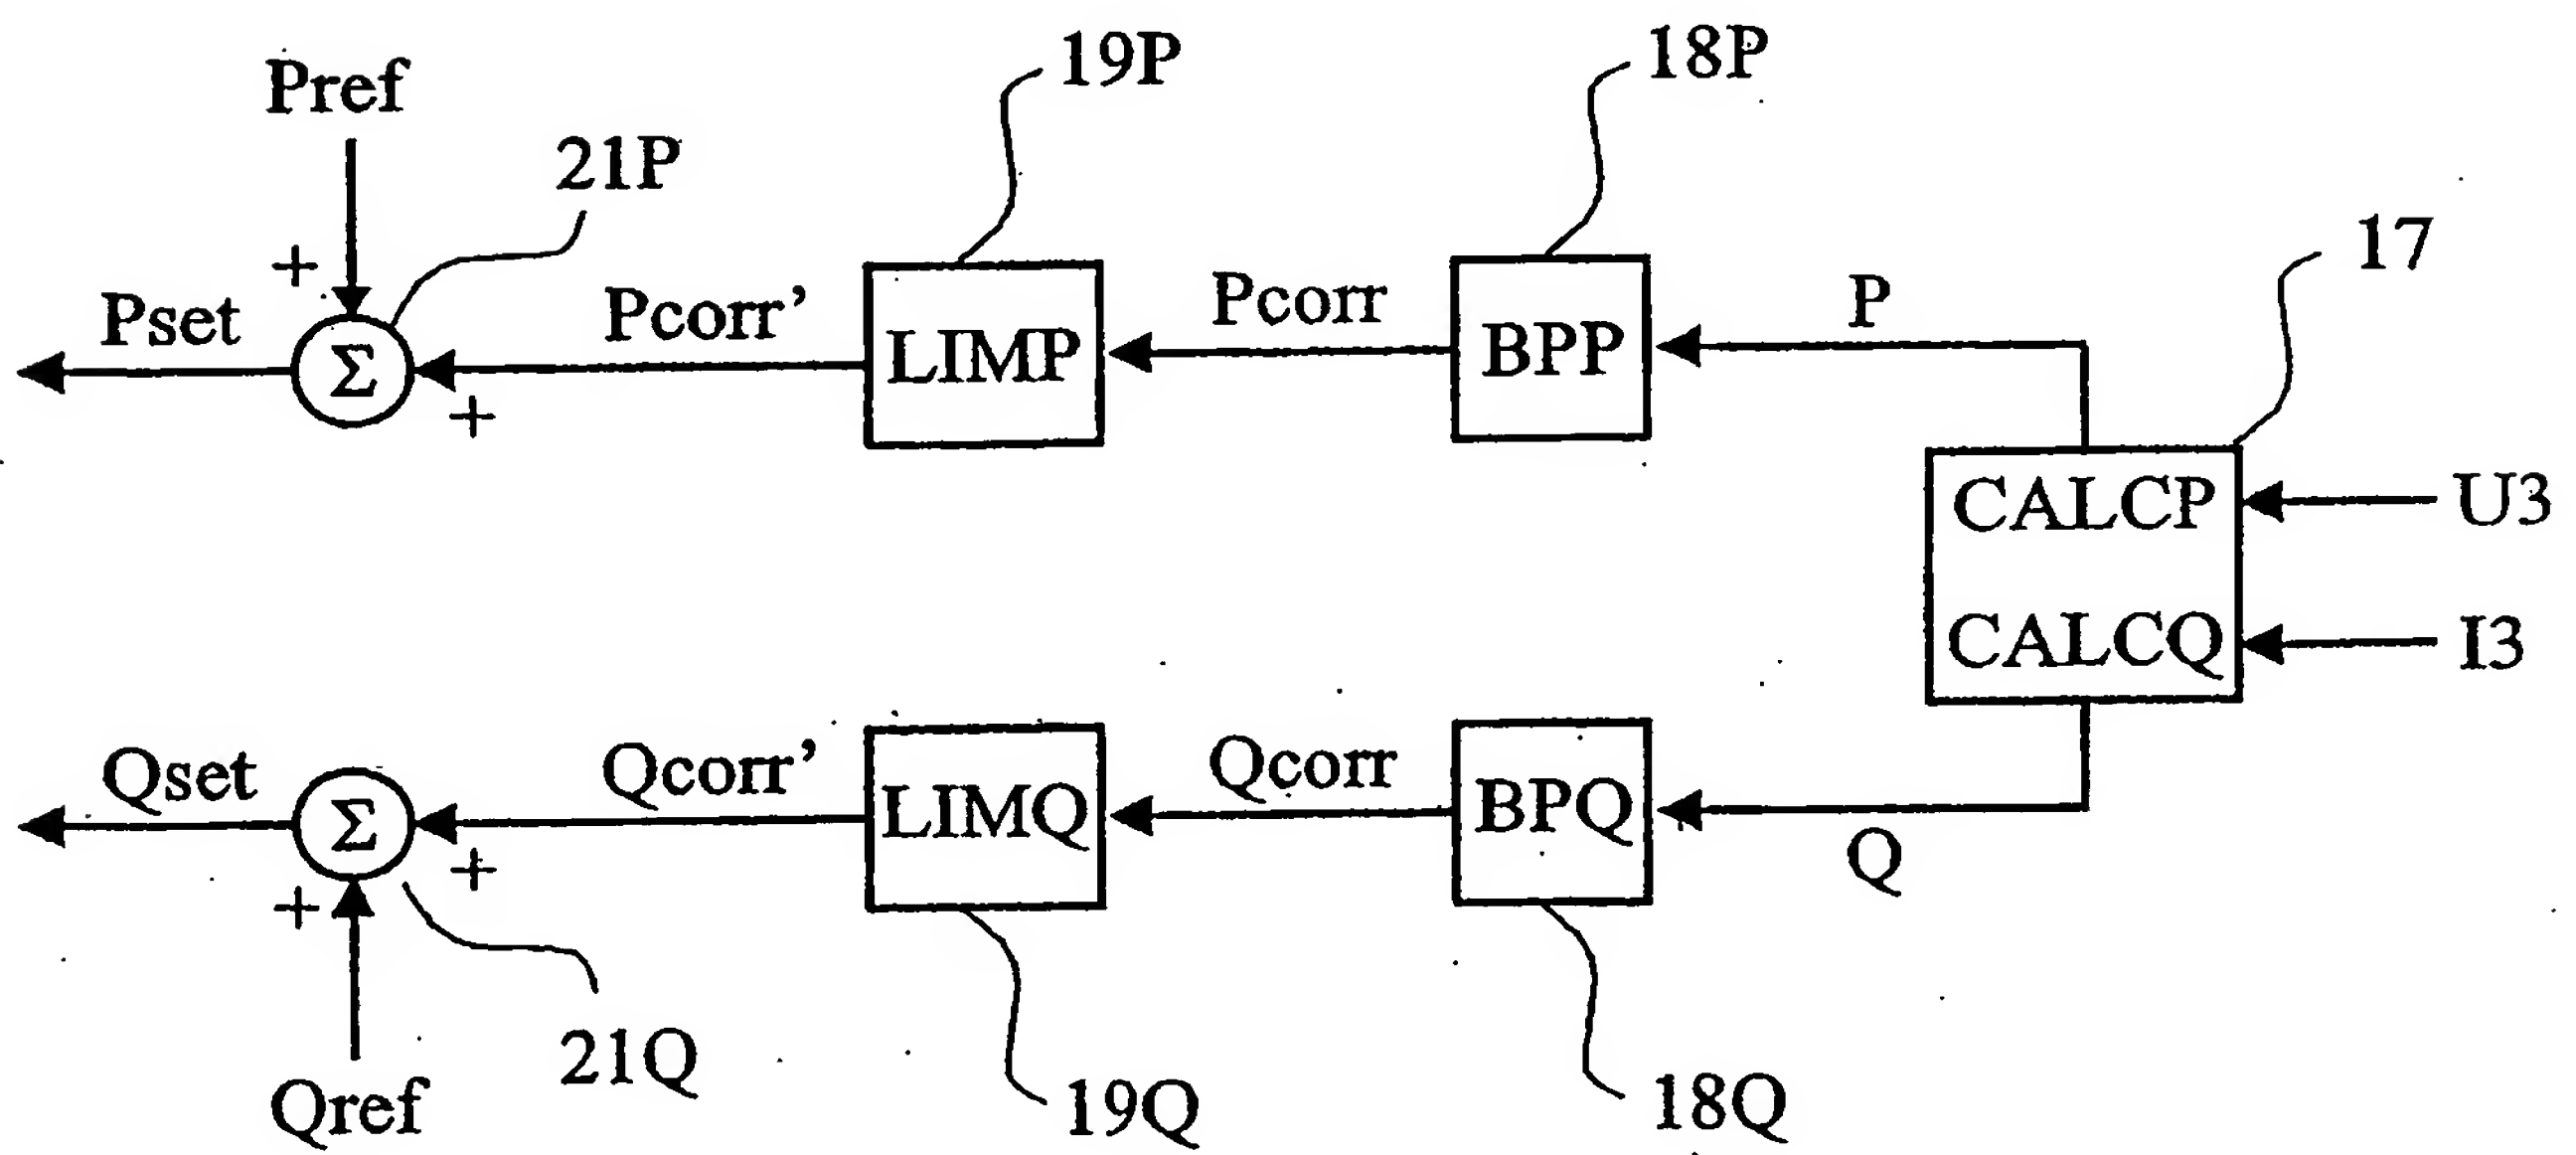 19P
18P
Pref
21P
17
Pset
+
Pcorr’
Pcorr
P
Σ
LIMP
BPP
+
CALCP
U3
CALCQ
I3
Qset
Qcorr’
Qcorr
Σ
LIMQ
BPQ
Q
+
+
21Q
Qref
19Q
18Q